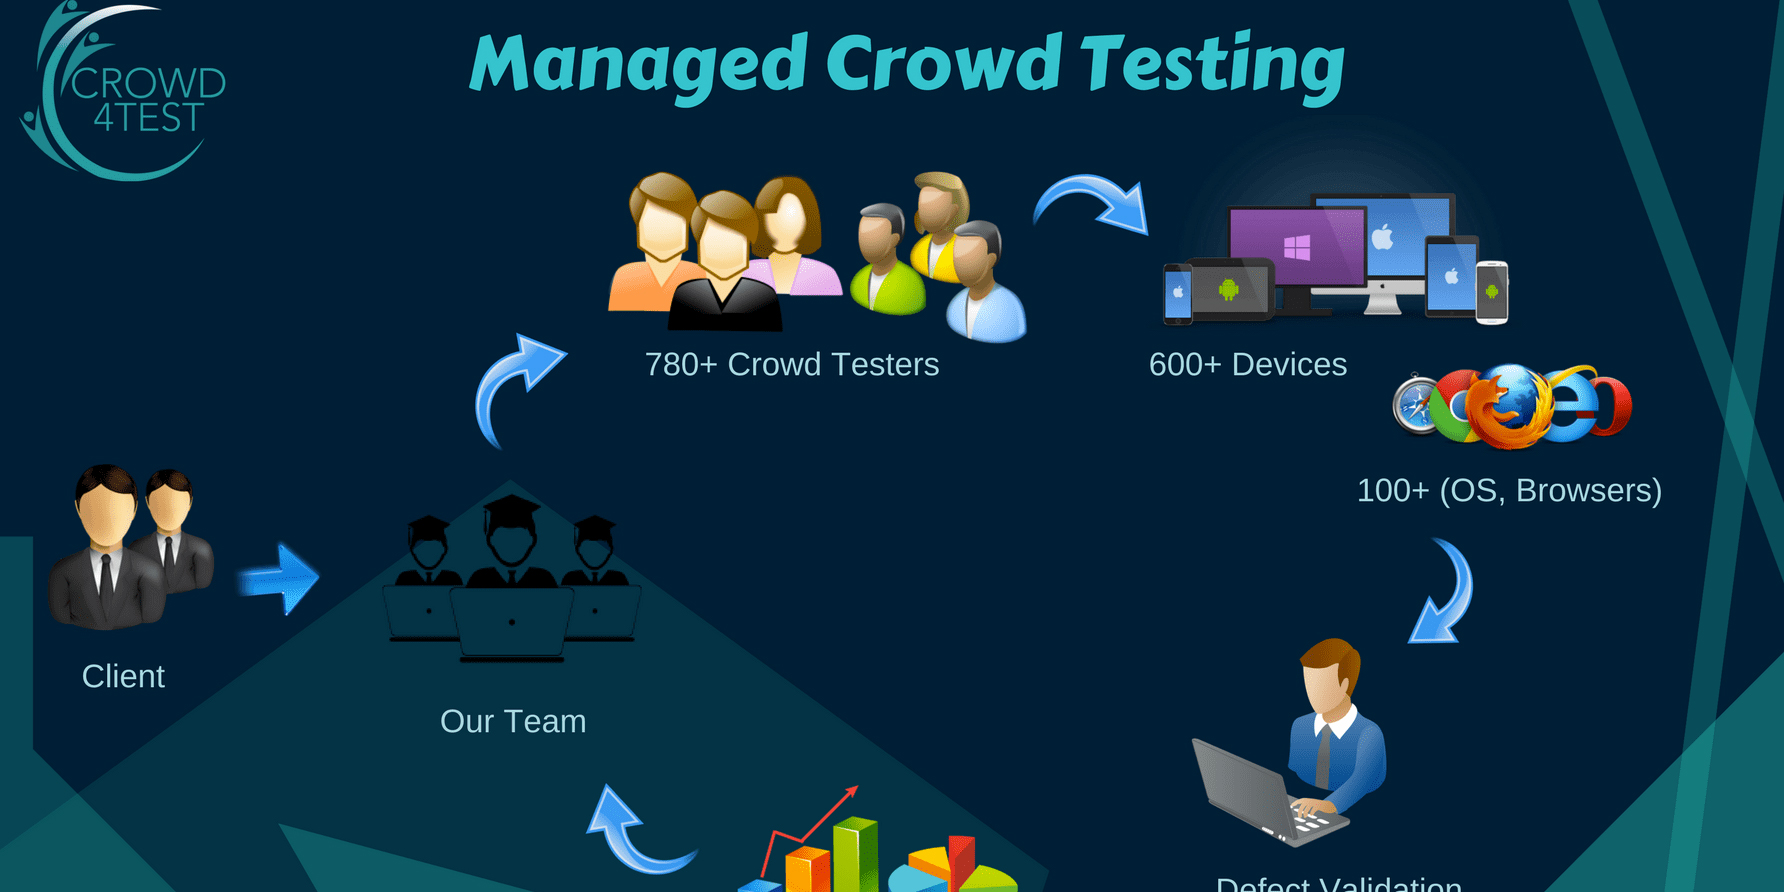 CROWD
4TEST
Managed Crowd Testing
780+ Crowd Testers
600+ Devices
100+ (OS, Browsers)
Client
Our Team
Defect Validation